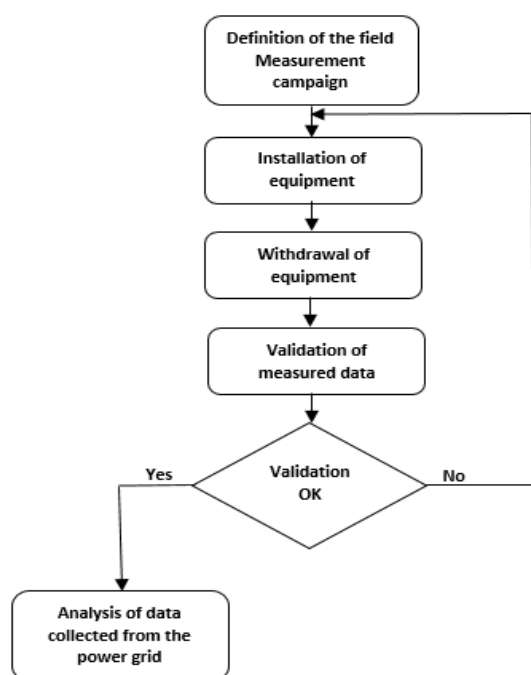 Definition of the field
Measurement
campaign
Installation of
equipment
Withdrawal of
equipment
Validation of
measured data
Yes
Validation
OK
No
Analysis of data
collected from the
power grid